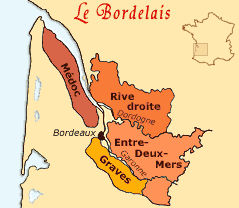 Le Bordelais
Médoc
Rive
droite
Dordogne
Bordeaux
Entre-
Deux-
Mers
Garonne
Graves